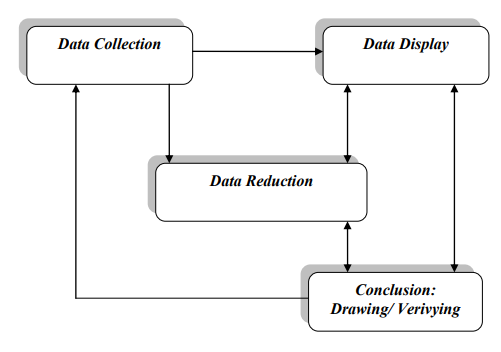 Data Collection
Data Display
Data Reduction
Conclusion:
Drawing/ Verivying